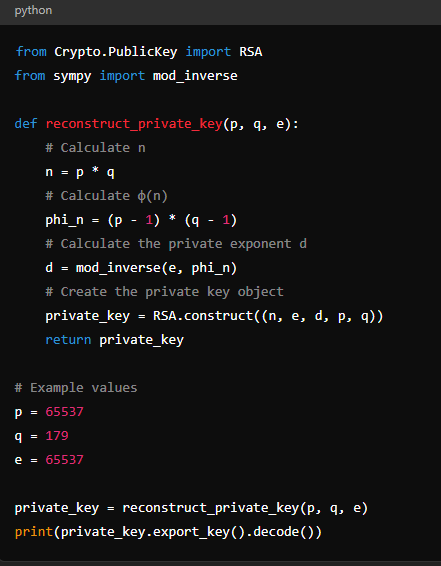 python
from Crypto.PublicKey import RSA
from sympy import mod_inverse
def reconstruct_private_key(p, q, e):
    # Calculate n
    n = p * q
    # Calculate ϕ(n)
    phi_n = (p - 1) * (q - 1)
    # Calculate the private exponent d
    d = mod_inverse(e, phi_n)
    # Create the private key object
    private_key = RSA.construct((n, e, d, p, q))
    return private_key
# Example values
p = 65537
q = 179
e = 65537
private_key = reconstruct_private_key(p, q, e)
print(private_key.export_key().decode())